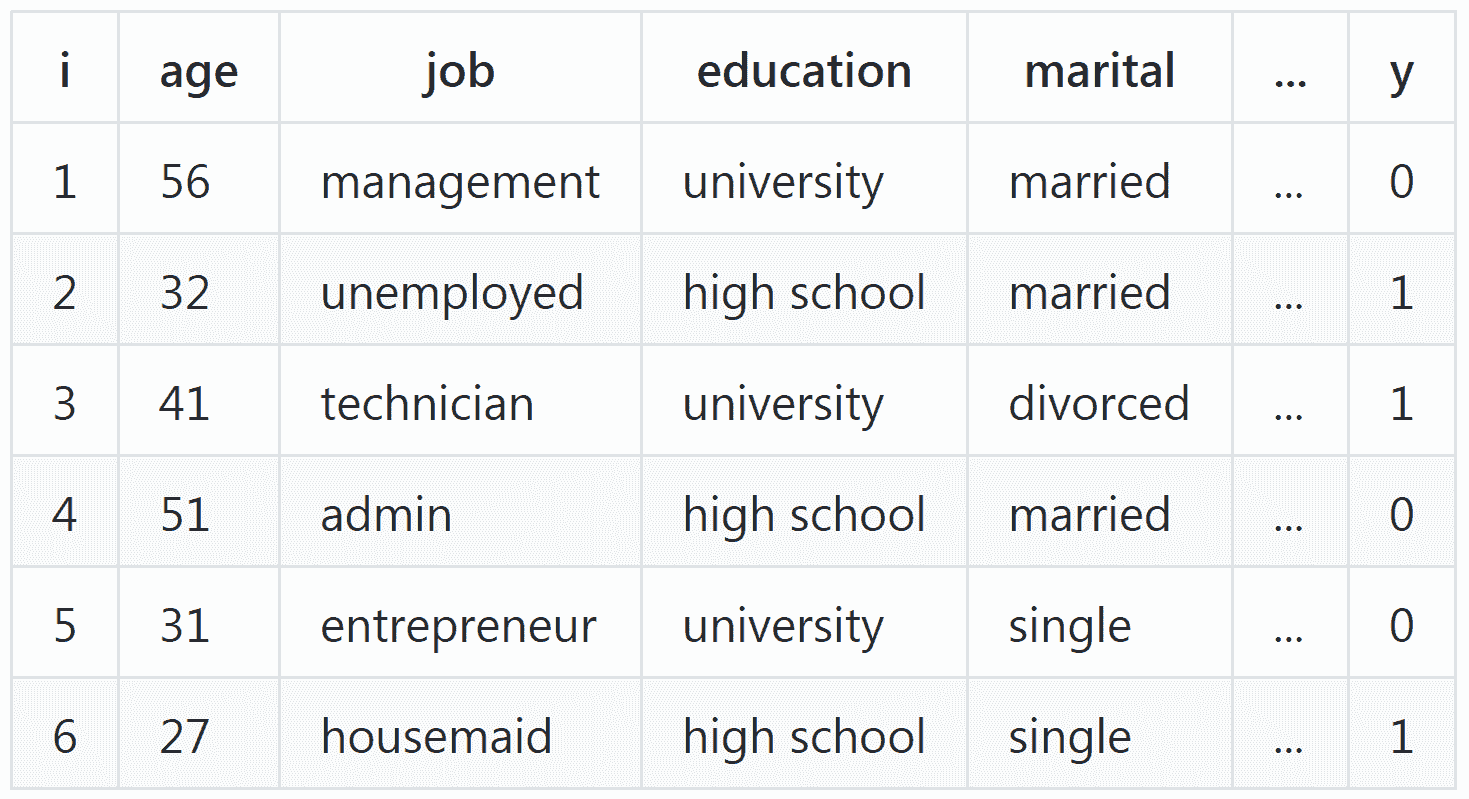 i age job education marital ... y
1 56 management university married ... 0
2 32 unemployed high school married ... 1
3 41 technician university divorced ... 1
4 51 admin high school married ... 0
5 31 entrepreneur university single ... 0
6 27 housemaid high school single ... 1